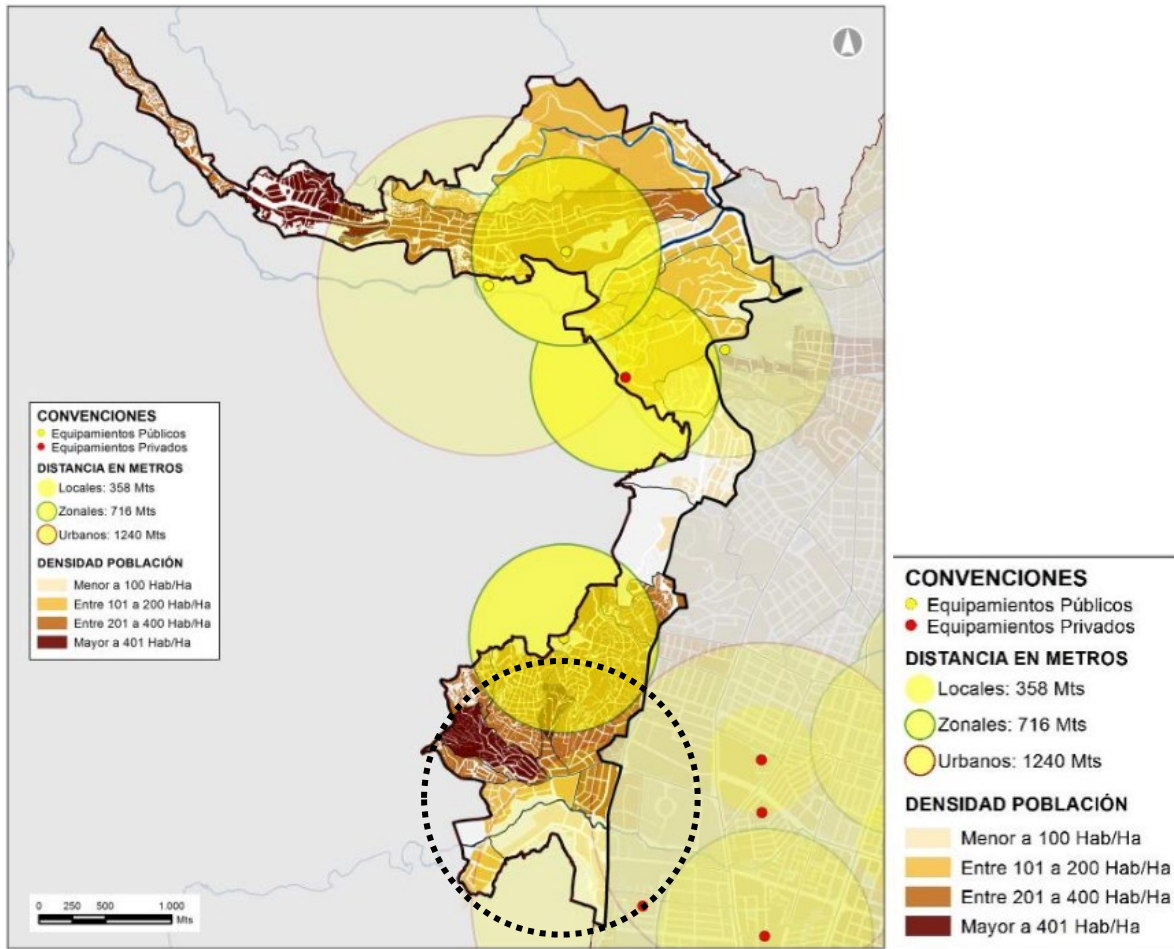 CONVENCIONES
Equipamientos Públicos
Equipamientos Privados
DISTANCIA EN METROS
Locales: 358 Mts
Zonales: 716 Mts
Urbanos: 1240 Mts
DENSIDAD POBLACIÓN
Menor a 100 Hab/Ha
Entre 101 a 200 Hab/Ha
Entre 201 a 400 Hab/Ha
Mayor a 401 Hab/Ha
0 250 500 1.000
Mts
CONVENCIONES
Equipamientos Públicos
Equipamientos Privados
DISTANCIA EN METROS
Locales: 358 Mts
Zonales: 716 Mts
Urbanos: 1240 Mts
DENSIDAD POBLACIÓN
Menor a 100 Hab/Ha
Entre 101 a 200 Hab/Ha
Entre 201 a 400 Hab/Ha
Mayor a 401 Hab/Ha